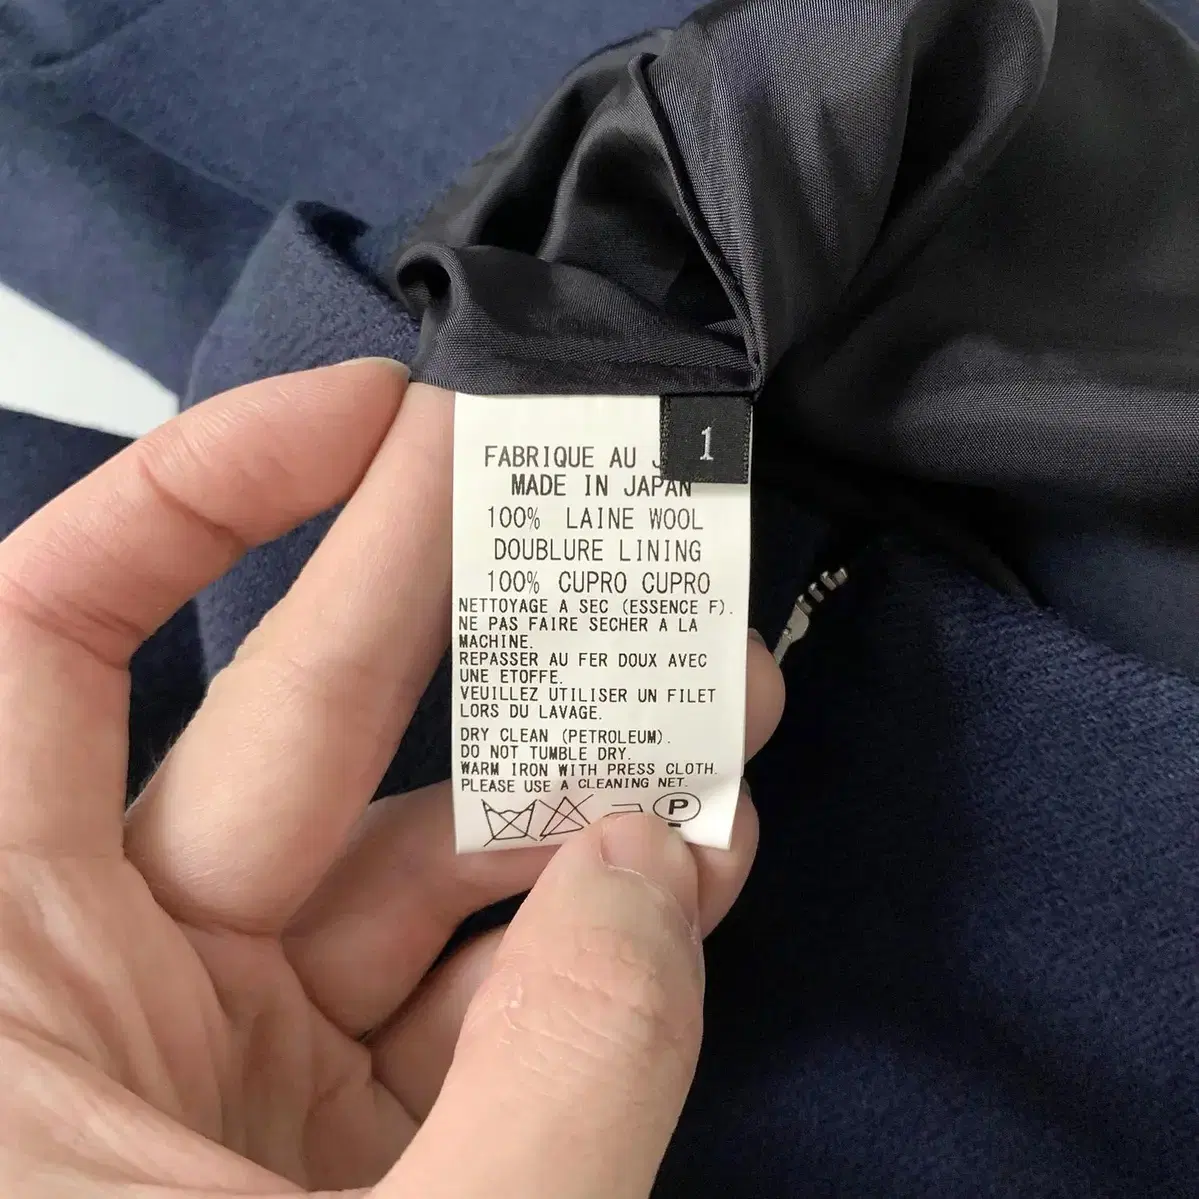 1
FABRIQUE AU
MADE IN JAPAN
100% LAINE WOOL
DOUBLURE LINING
100% CUPRO CUPRO
NETTOYAGE A SEC (ESSENCE F).
NE PAS FAIRE SECHER A LA
MACHINE.
REPASSER AU FER DOUX AVEC
UNE ETOFFE.
VEUILLEZ UTILISER UN FILET
LORS DU LAVAGE.
DRY CLEAN (PETROLEUM).
DO NOT TUMBLE DRY.
WARM IRON WITH PRESS CLOTH.
PLEASE USE A CLEANING NET.
P